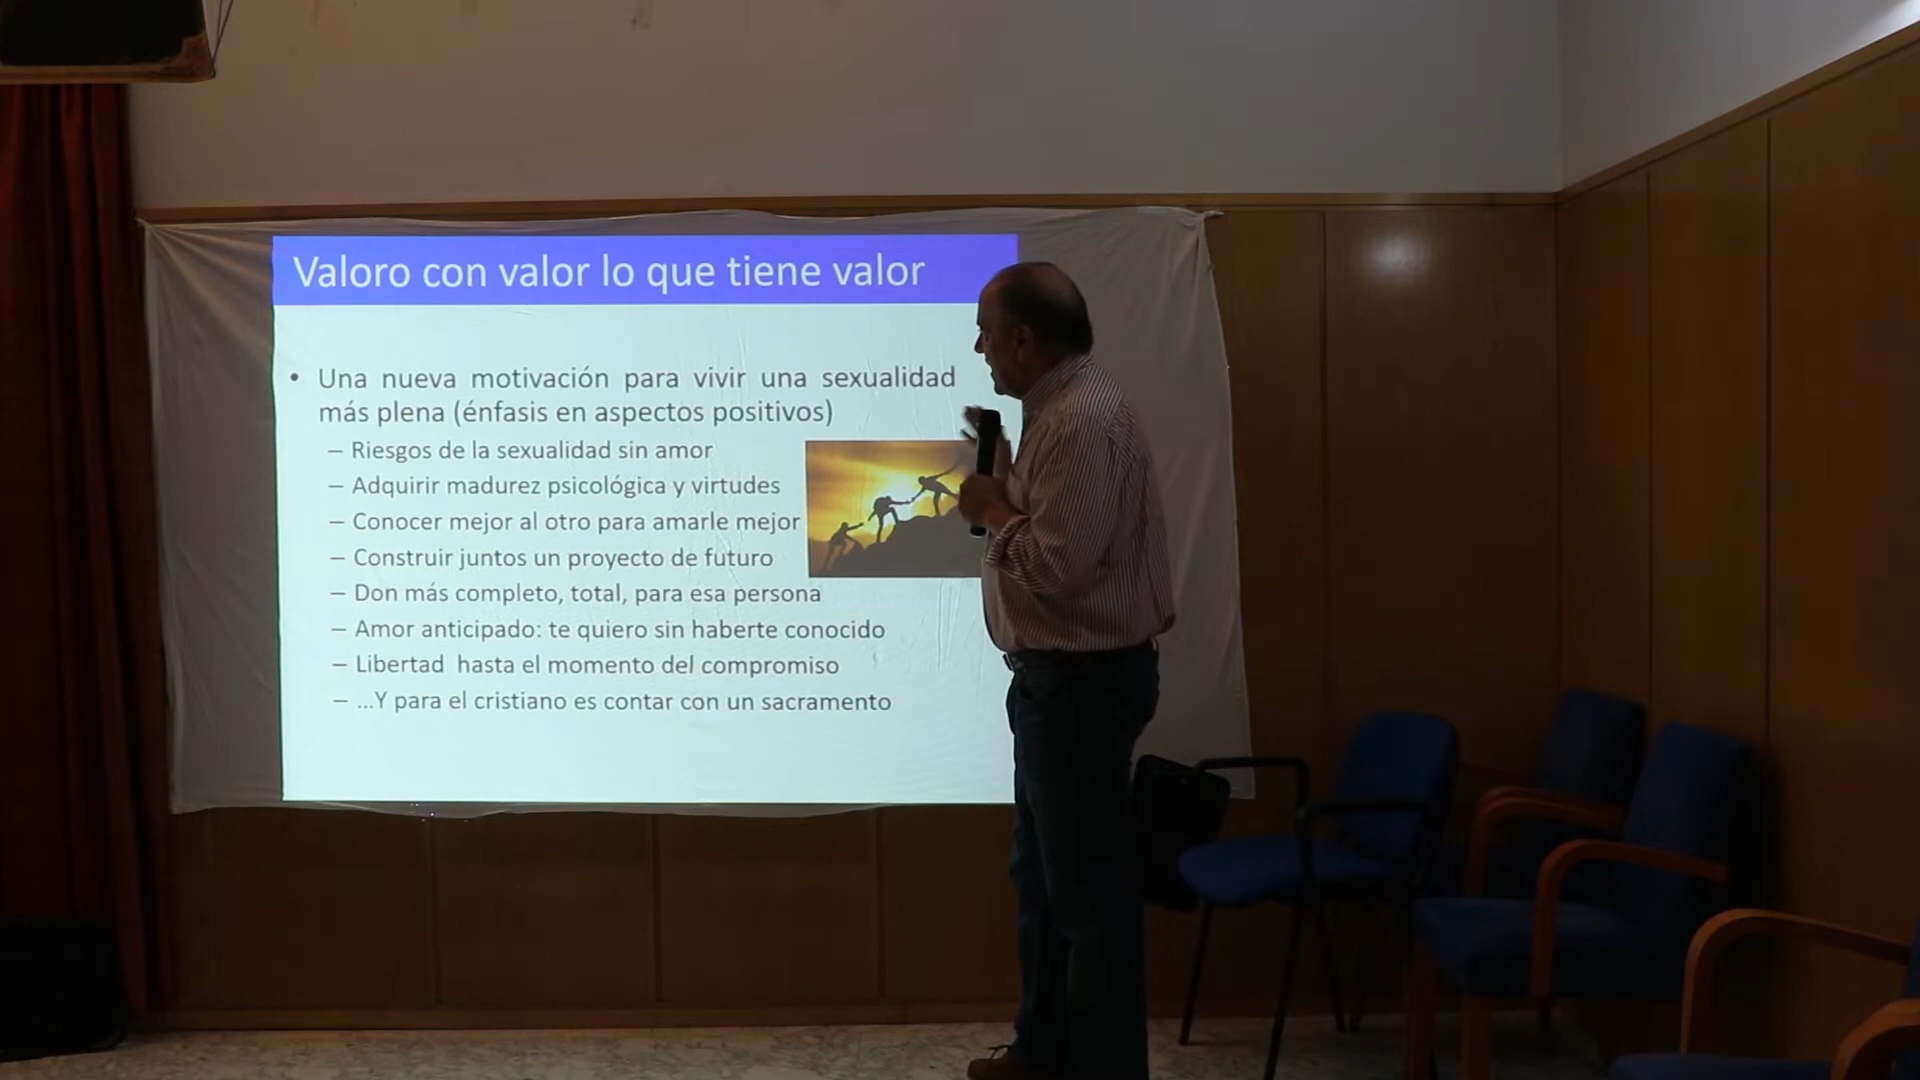 Valoro con valor lo que tiene valor
• Una nueva motivación para vivir una sexualidad
más plena (énfasis en aspectos positivos)
– Riesgos de la sexualidad sin amor
– Adquirir madurez psicológica y virtudes
– Conocer mejor al otro para amarle mejor
– Construir juntos un proyecto de futuro
– Don más completo, total, para esa persona
– Amor anticipado: te quiero sin haberte conocido
– Libertad hasta el momento del compromiso
– ...Y para el cristiano es contar con un sacramento